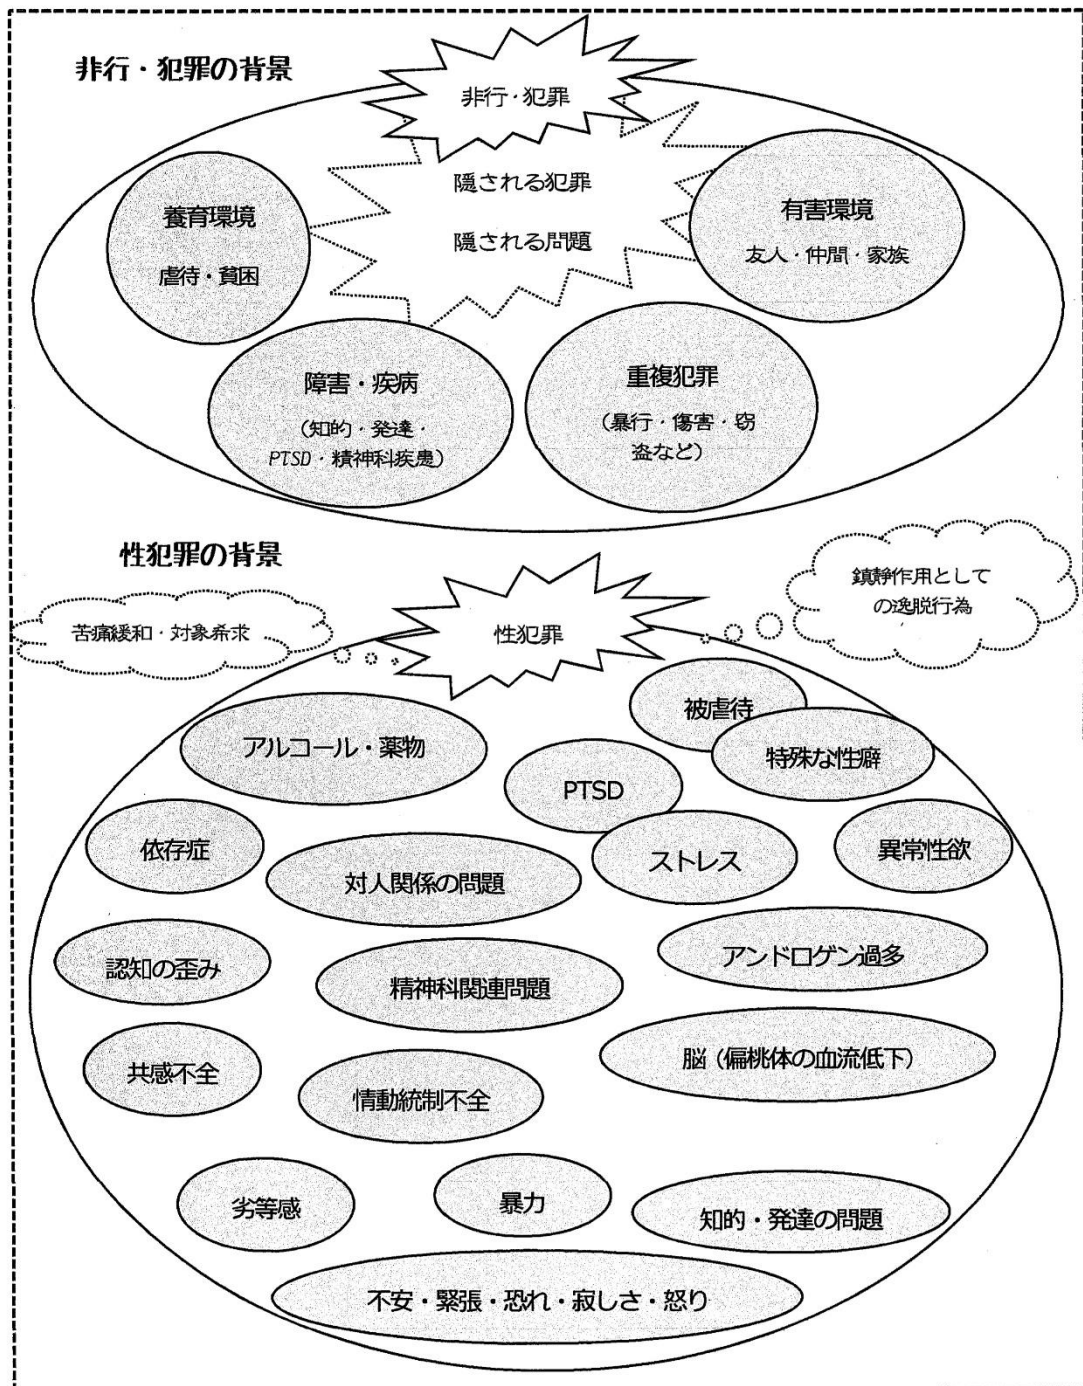 非行・犯罪の背景
非行・犯罪
隠される犯罪
隠される問題
養育環境
虐待・貧困
有害環境
友人・仲間・家族
障害・疾病
(知的・発達・
PTSD・精神科疾患)
重複犯罪
(暴行・傷害・窃
盗など)
性犯罪の背景
苦痛緩和・対象希求
性犯罪
鎮静作用として
の逸脱行為
被虐待
アルコール・薬物
特殊な性癖
PTSD
依存症
対人関係の問題
ストレス
異常性欲
認知の歪み
精神科関連問題
アンドロゲン過多
共感不全
情動統制不全
脳(偏桃体の血流低下)
劣等感
暴力
知的・発達の問題
不安・緊張・恐れ・寂しさ・怒り